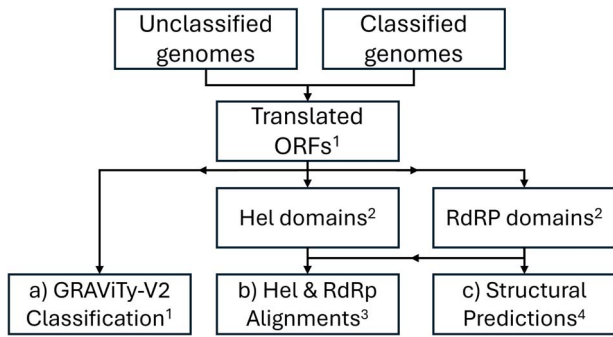 Unclassified
genomes
Classified
genomes
Translated
ORFs¹
Hel domains²
RdRP domains²
a) GRAViTy-V2
Classification¹
b) Hel & RdRp
Alignments³
c) Structural
Predictions⁴